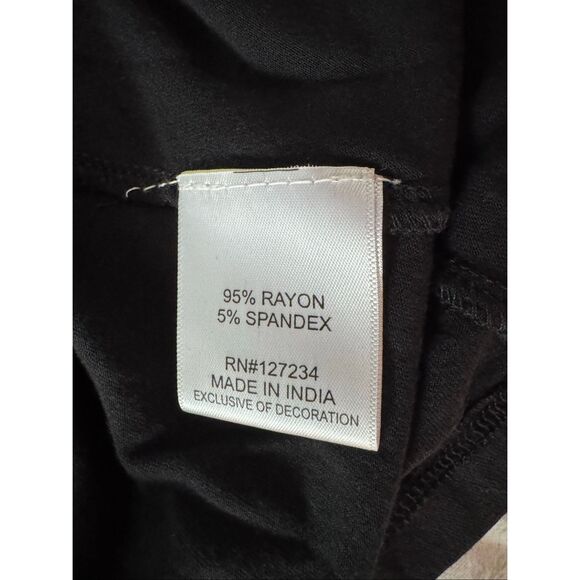 95% RAYON
5% SPANDEX
RN#127234
MADE IN INDIA
EXCLUSIVE OF DECORATION